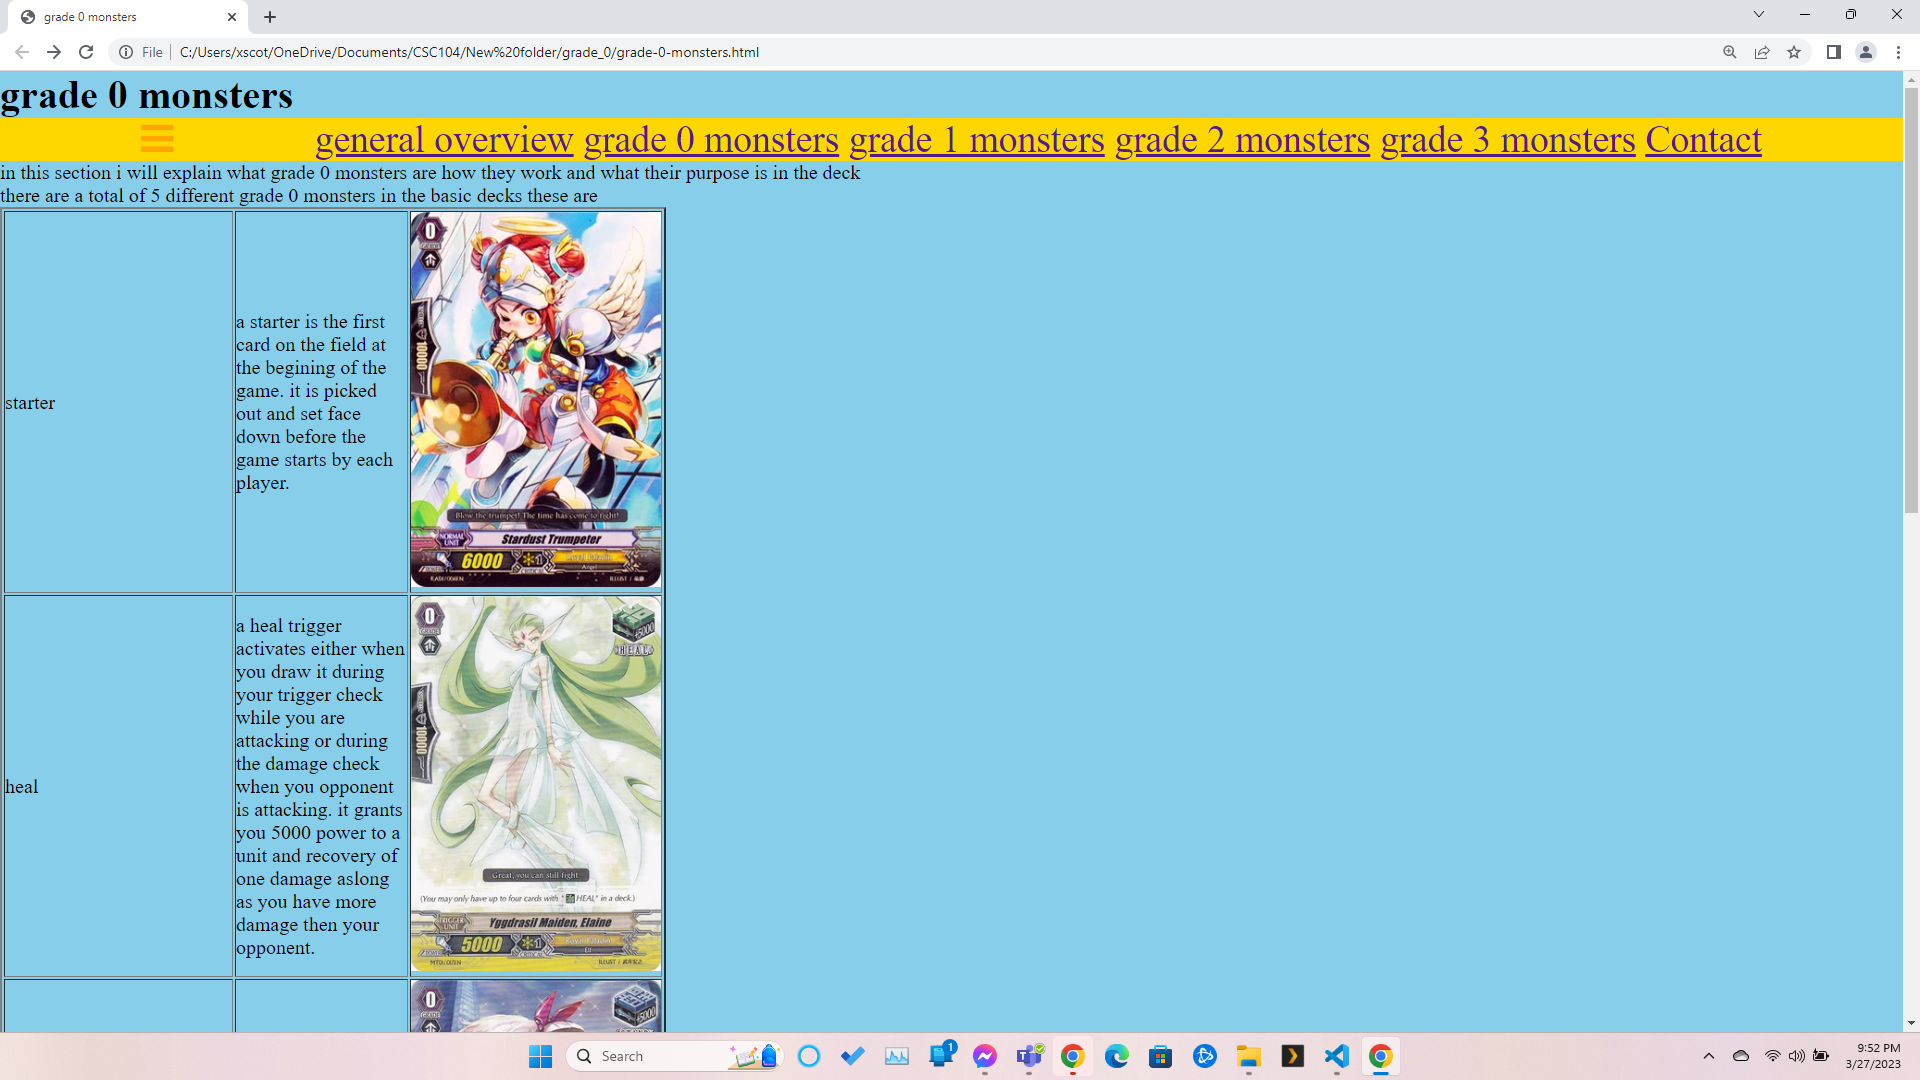 grade 0 monsters
File
C:/Users/xscot/OneDrive/Documents/CSC104/New%20folder/grade_0/grade-0-monsters.html
grade 0 monsters
general overview grade 0 monsters grade 1 monsters grade 2 monsters grade 3 monsters Contact
in this section i will explain what grade 0 monsters are how they work and what their purpose is in the deck
there are a total of 5 different grade 0 monsters in the basic decks these are
starter
a starter is the first
card on the field at
the begining of the
game. it is picked
out and set face
down before the
game starts by each
player.
0
GRADE
10000
Blow the trumpet! The time has come to fight!
NORMAL
UNIT
Stardust Trumpeter
POWER
6000
1
CRITICAL
Royal Paladin
Angel
heal
a heal trigger
activates either when
you draw it during
your trigger check
while you are
attacking or during
the damage check
when you opponent
is attacking. it grants
you 5000 power to a
unit and recovery of
one damage aslong
as you have more
damage then your
opponent.
0
GRADE
+5000
HEAL
10000
Great, you can still fight.
(You may only have up to four cards with "HEAL" in a deck.)
TRIGGER
UNIT
Yggdrasil Maiden, Elaine
POWER
5000
1
CRITICAL
Royal Paladin
Elf
0
GRADE
+5000
Search
1
9:52 PM
3/27/2023